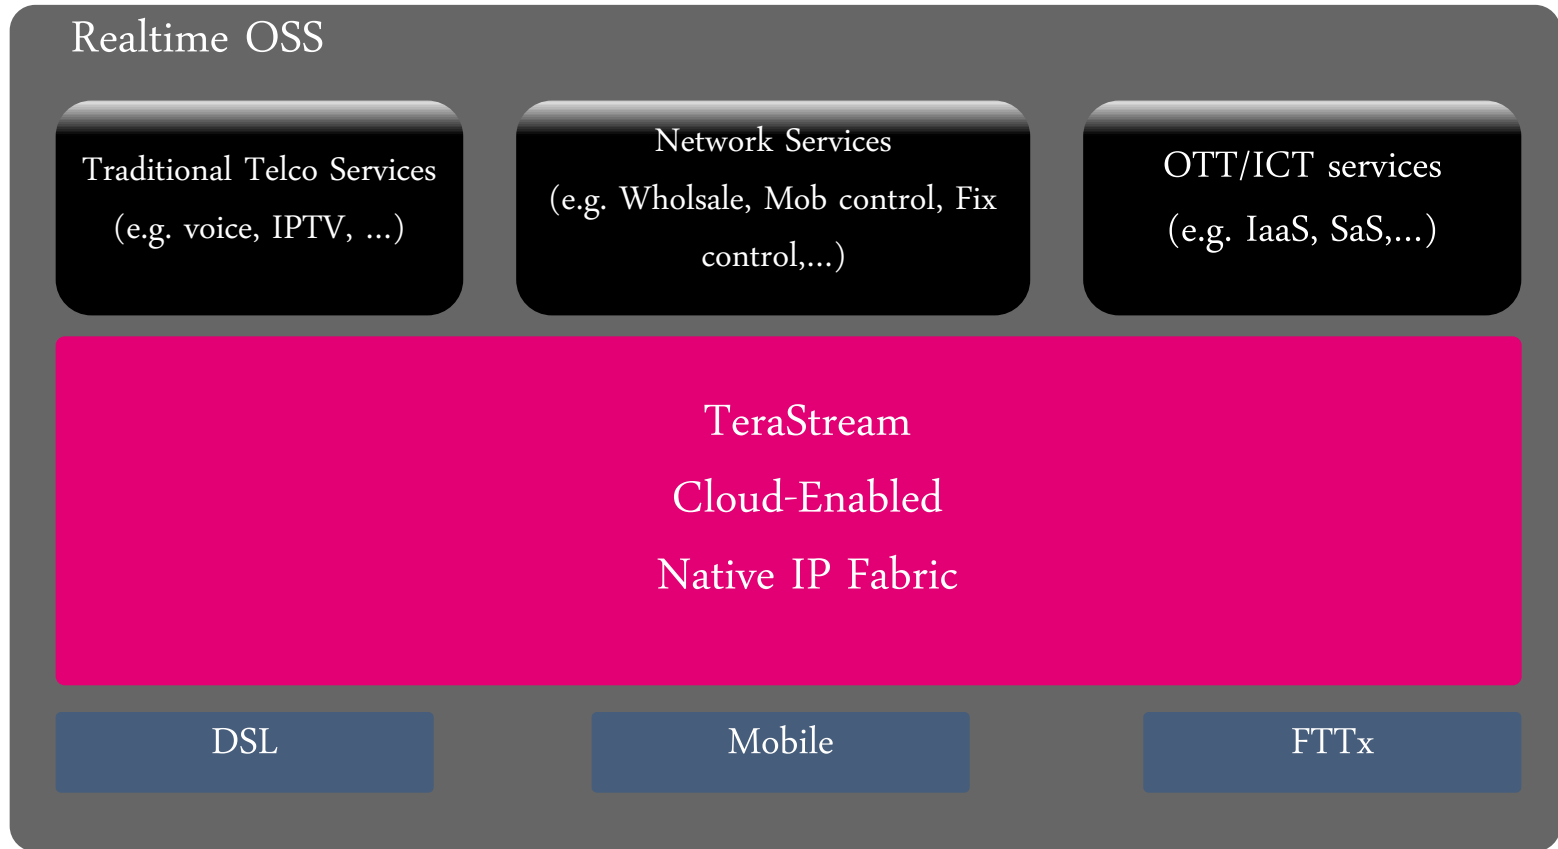 Realtime OSS
Traditional Telco Services
(e.g. voice, IPTV, ...)
Network Services
(e.g. Wholsale, Mob control, Fix
control,...)
OTT/ICT services
(e.g. IaaS, SaS,...)
TeraStream
Cloud-Enabled
Native IP Fabric
DSL
Mobile
FTTx